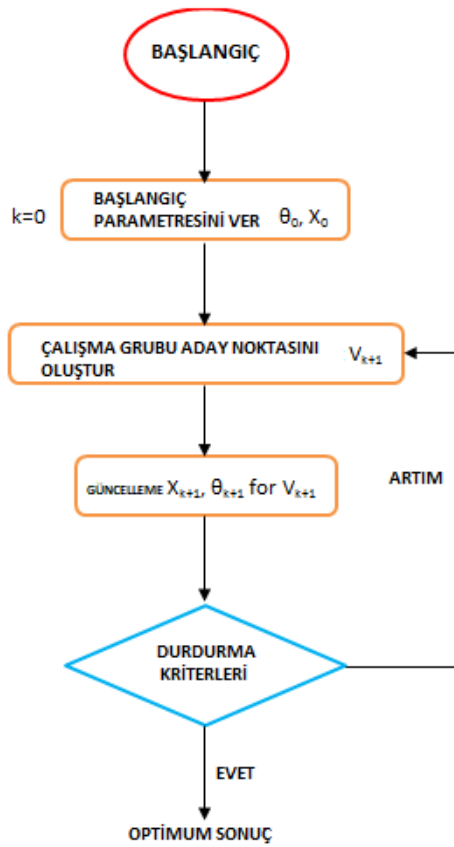 BAŞLANGIÇ
BAŞLANGIÇ
k=0 PARAMETRESİNİ VER θ₀, X₀
ÇALIŞMA GRUBU ADAY NOKTASINI Vₖ₊₁
OLUŞTUR
GÜNCELLEME Xₖ₊₁, θₖ₊₁ for Vₖ₊₁
ARTIM
DURDURMA
KRİTERLERİ
EVET
OPTİMUM SONUÇ